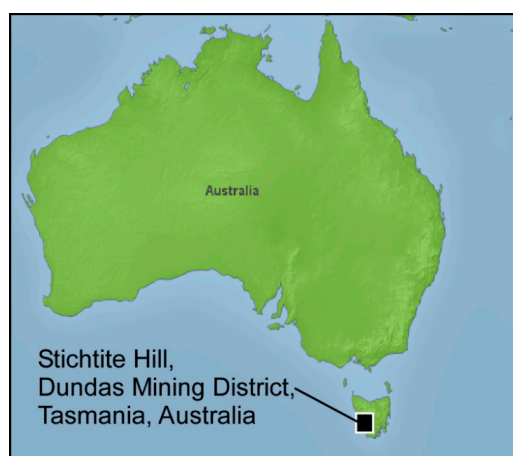 Australia
Stichtite Hill,
Dundas Mining District,
Tasmania, Australia